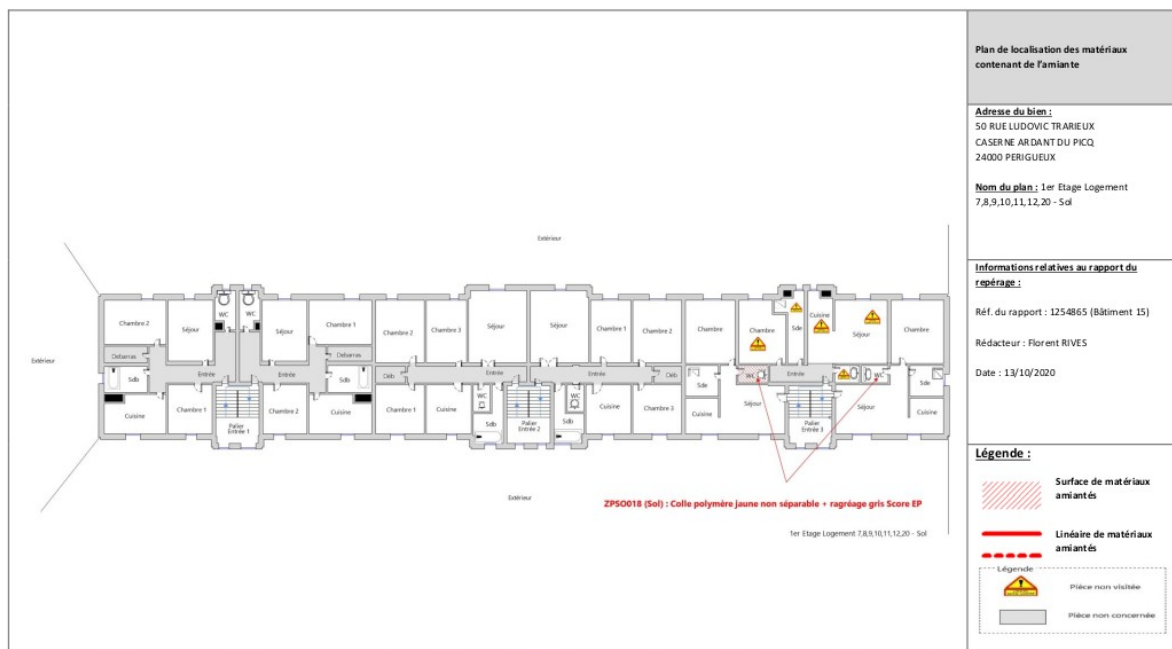 Plan de localisation des matériaux
contenant de l'amiante
Adresse du bien :
50 RUE LUDOVIC TRARIEUX
CASERNE ARDANT DU PICQ
24000 PERIGUEUX
Nom du plan : 1er Etage Logement
7,8,9,10,11,12,20 - Sol
Informations relatives au rapport du
repérage :
Réf. du rapport : 1254865 (Bâtiment 15)
Rédacteur : Florent RIVES
Date : 13/10/2020
Légende :
Surface de matériaux
amiantés
Linéaire de matériaux
amiantés
Légende
Pièce non visitée
Pièce non concernée
Extérieur
Extérieur
Extérieur
Chambre 2
Séjour
WC
WC
Séjour
Chambre 1
Chambre 2
Chambre 3
Séjour
Séjour
Chambre 1
Chambre 2
Chambre
Chambre
Sde
Cuisine
Séjour
Chambre
Debarras
Debarras
Entrée
Entrée
Déb
Entrée
Entrée
Déb
WC
Entrée
WC
Sdb
Sdb
WC
WC
Sde
Sde
Cuisine
Chambre 1
Chambre 2
Cuisine
Chambre 1
Cuisine
Sdb
Sdb
Cuisine
Chambre 3
Cuisine
Séjour
Séjour
Cuisine
Palier
Entrée 1
Palier
Entrée 2
Palier
Entrée 3
ZPSO018 (Sol) : Colle polymère jaune non séparable + ragréage gris Score EP
1er Etage Logement 7,8,9,10,11,12,20 - Sol